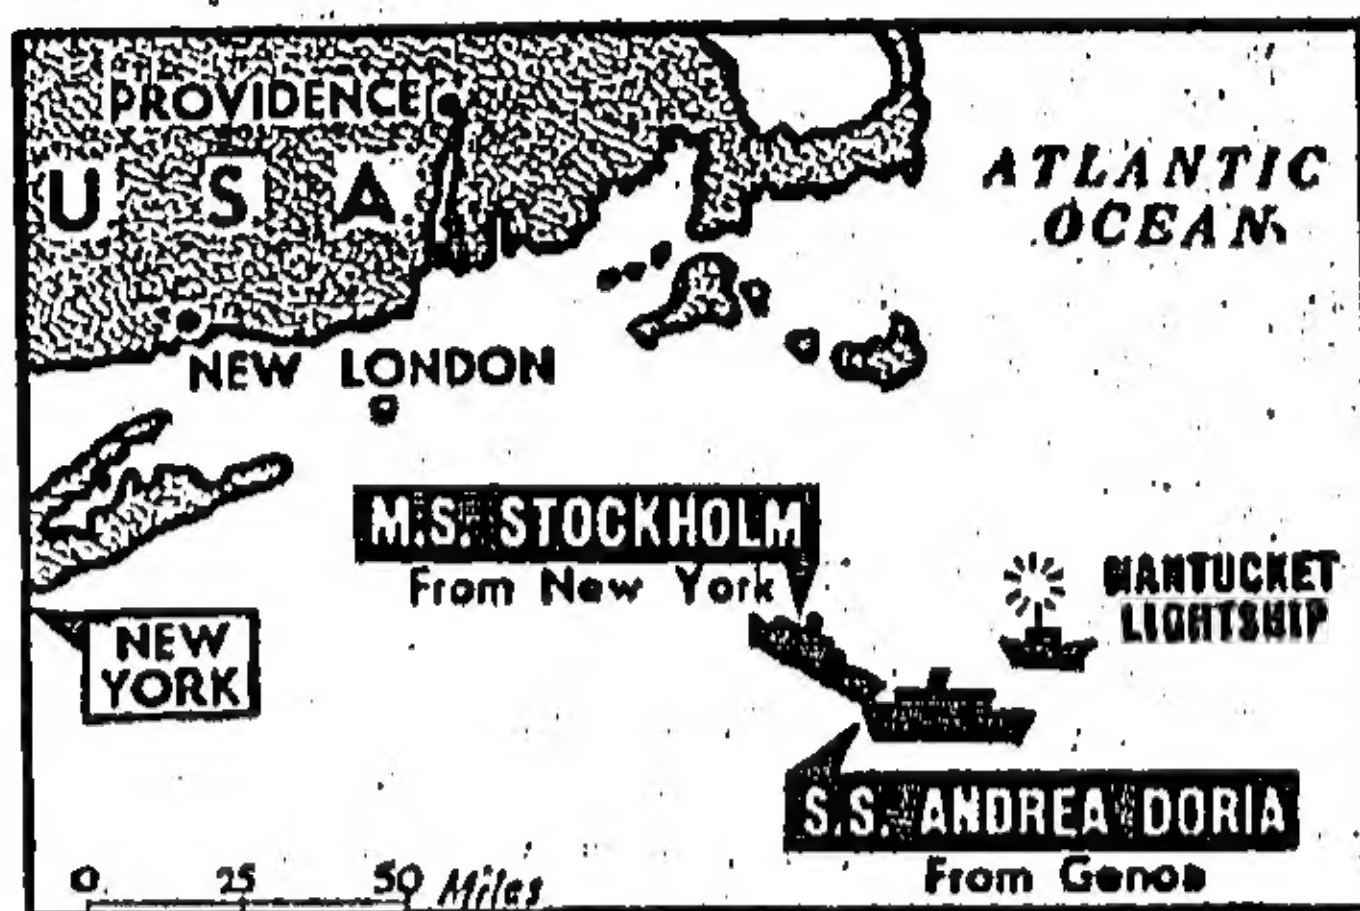 PROVIDENCE
U. S. A.
ATLANTIC
OCEAN
NEW LONDON
M.S. STOCKHOLM
From New York
NANTUCKET
LIGHTSHIP
NEW
YORK
S.S. ANDREA DORIA
From Genoa
0 25 50 Miles